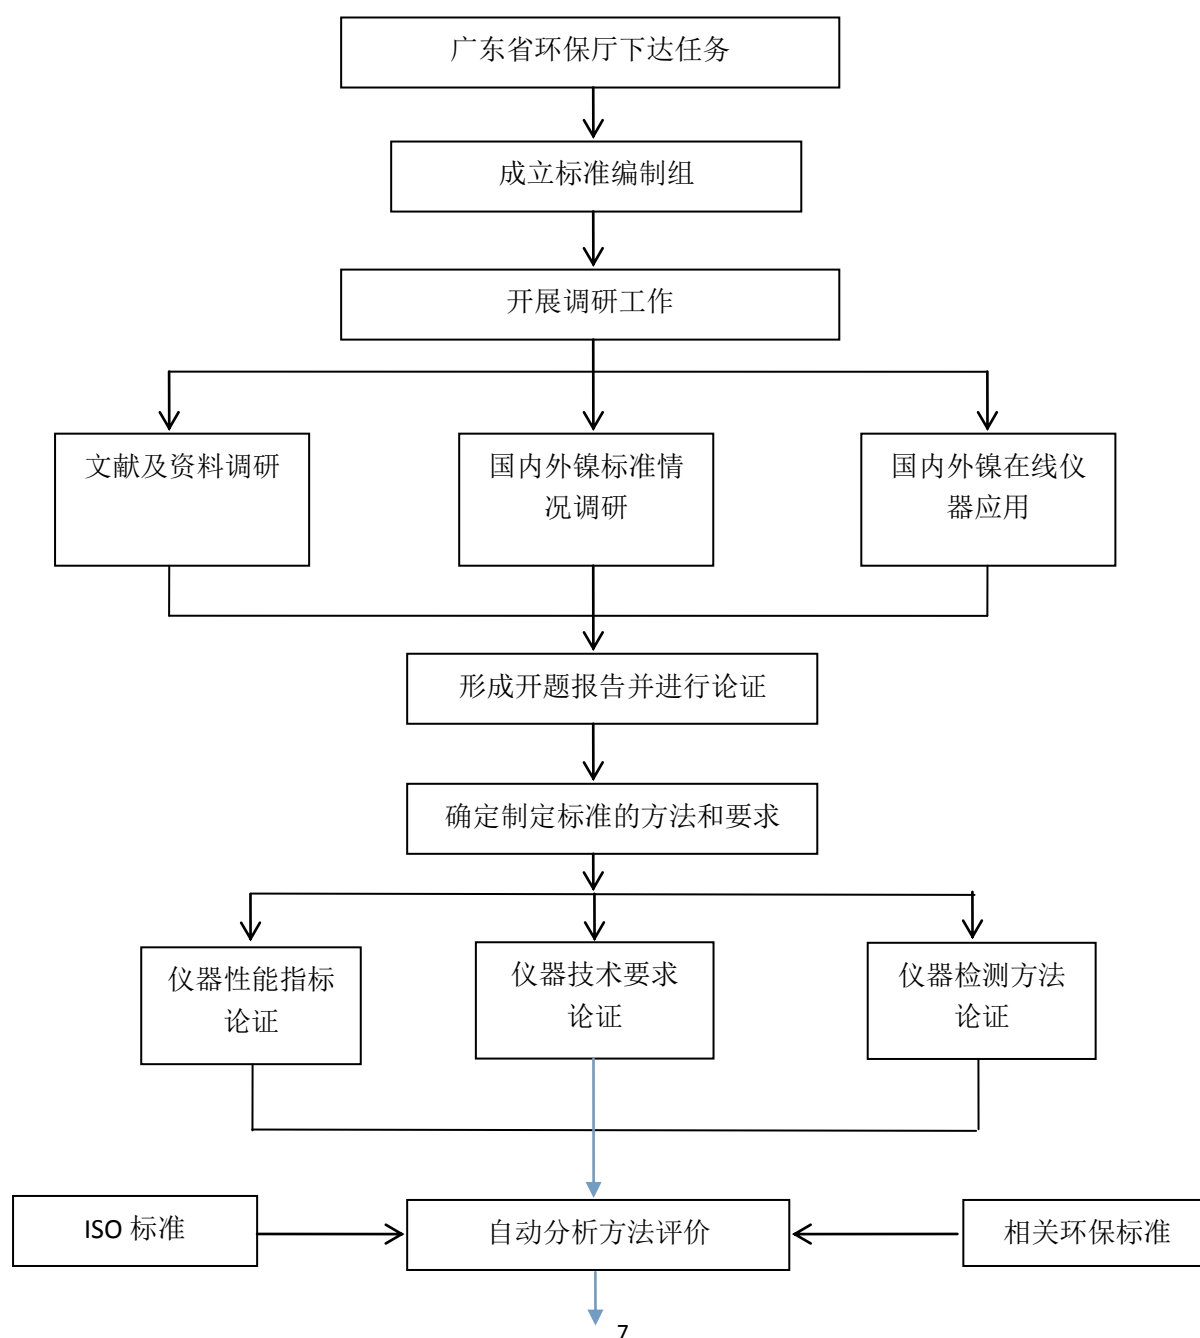 广东省环保厅下达任务
成立标准编制组
开展调研工作
文献及资料调研
国内外镍标准情
况调研
国内外镍在线仪
器应用
形成开题报告并进行论证
确定制定标准的方法和要求
仪器性能指标
论证
仪器技术要求
论证
仪器检测方法
论证
ISO 标准
自动分析方法评价
相关环保标准
7